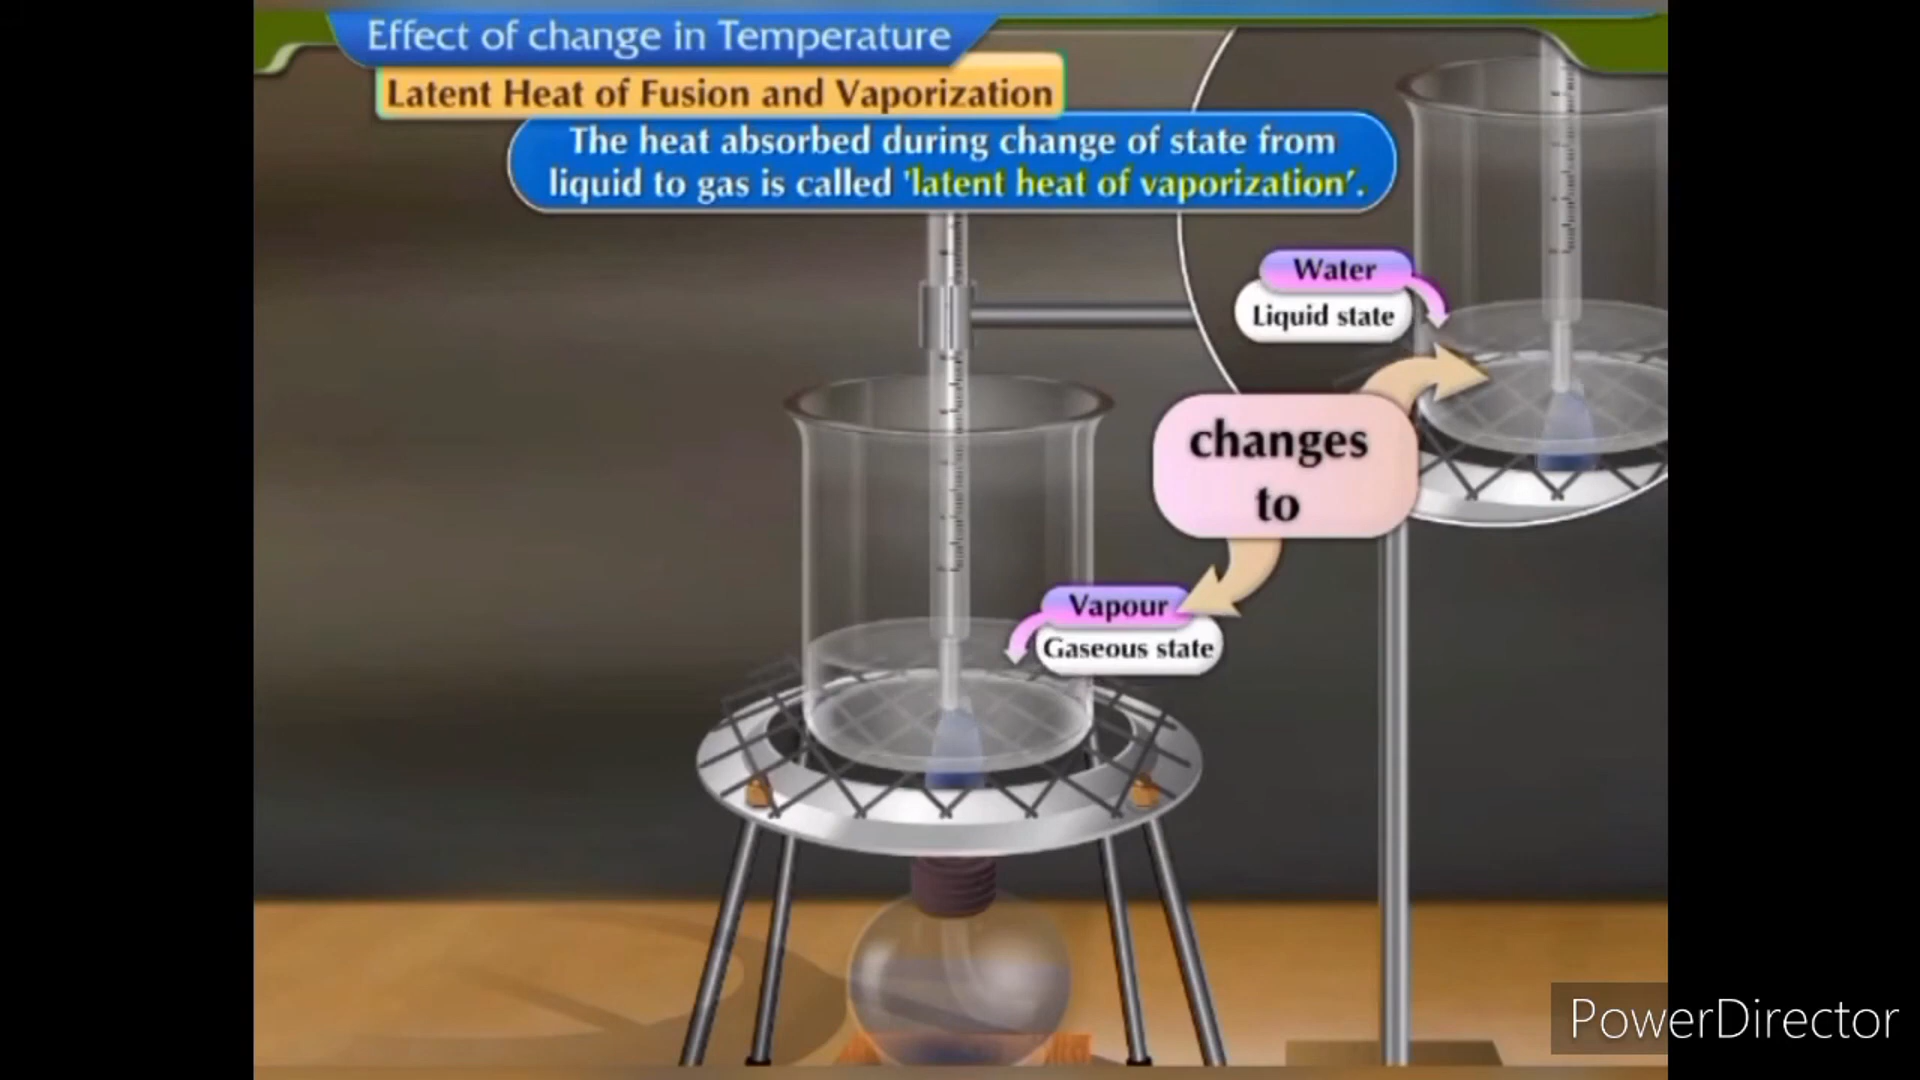 Effect of change in Temperature
Latent Heat of Fusion and Vaporization
The heat absorbed during change of state from
liquid to gas is called 'latent heat of vaporization'.
Water
Liquid state
changes
to
Vapour
Gaseous state
PowerDirector